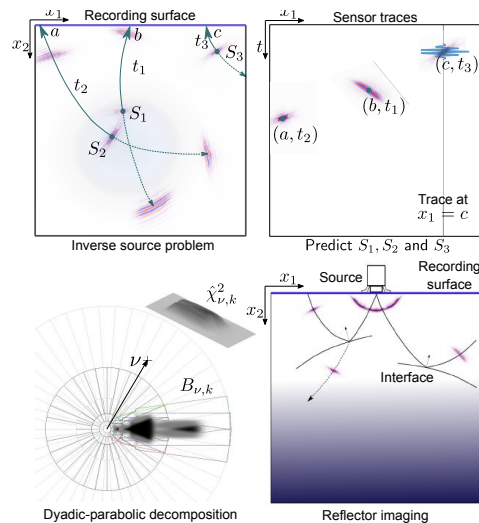 Recording surface
x₁
x₂
a
b
c
t₃
S₃
t₁
t₂
S₁
S₂
Inverse source problem
Sensor traces
x₁
t
(c, t₃)
(b, t₁)
(a, t₂)
Trace at
x₁ = c
Predict S₁, S₂ and S₃
χ̂²ν,k
ν
Bν,k
Dyadic-parabolic decomposition
Source
Recording
surface
x₁
x₂
Interface
Reflector imaging